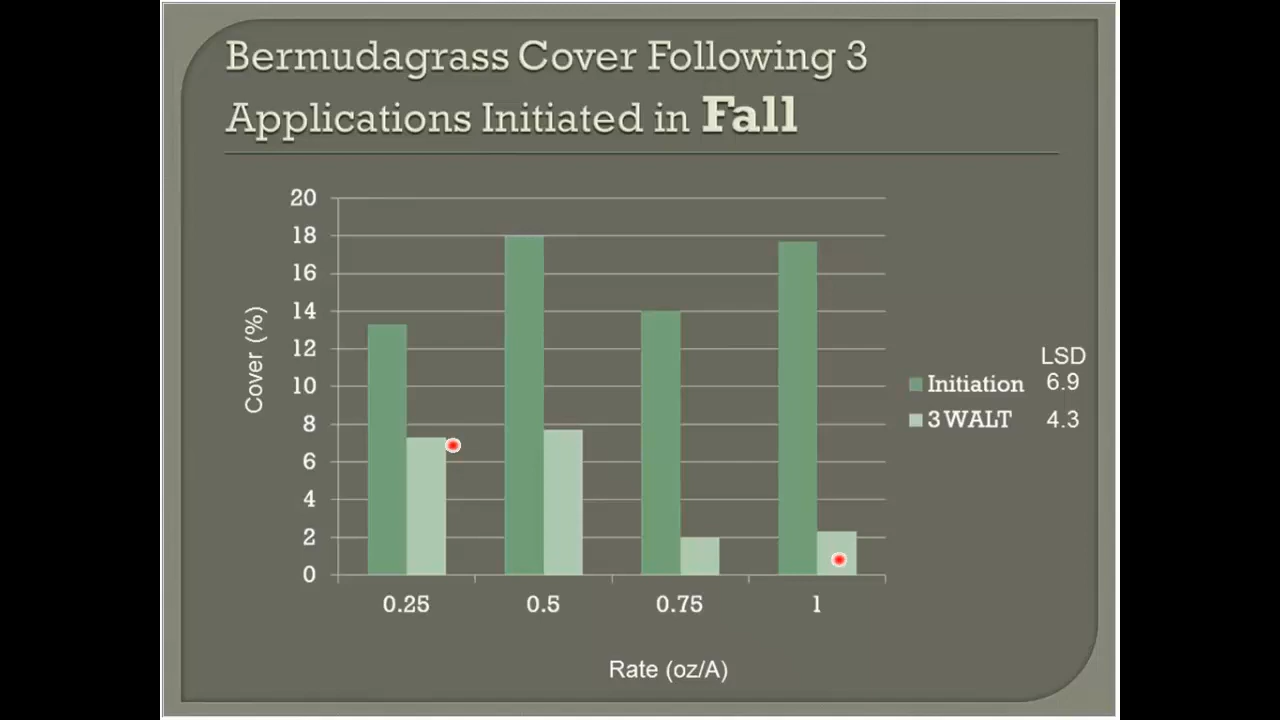 Bermudagrass Cover Following 3
Applications Initiated in Fall
20
18
16
14
12
10
8
6
4
2
0
Cover (%)
0.25 0.5 0.75 1
Rate (oz/A)
LSD
Initiation 6.9
3 WALT 4.3